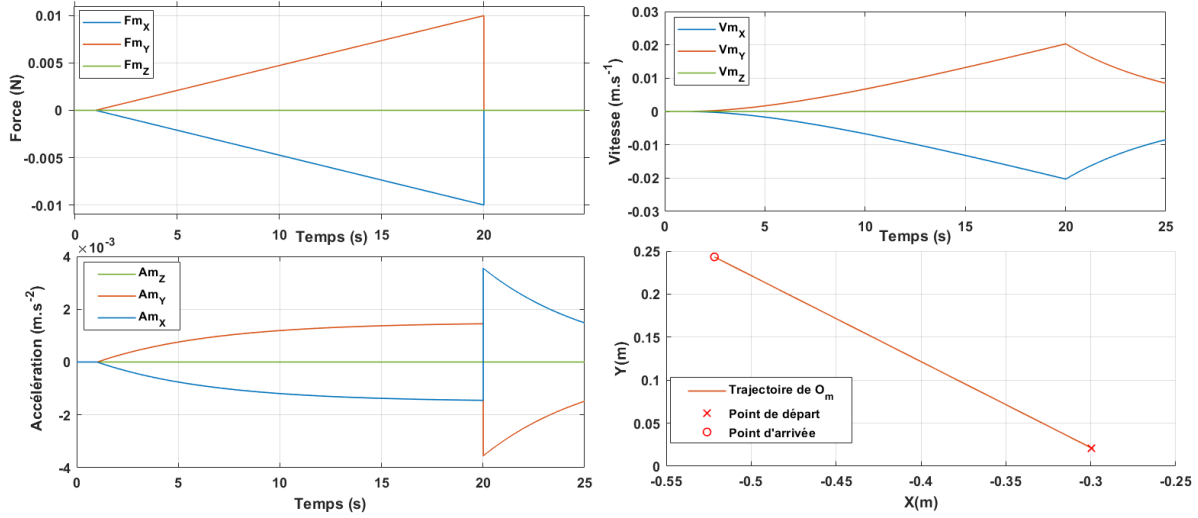 Force (N)
0.01
0.005
0
-0.005
-0.01
Fm_X
Fm_Y
Fm_Z
0
5
10
15
20
Temps (s)
Vitesse (m.s⁻¹)
0.03
0.02
0.01
0
-0.01
-0.02
-0.03
Vm_X
Vm_Y
Vm_Z
0
5
10
15
20
25
Temps (s)
×10⁻³
Accélération (m.s⁻²)
4
2
0
-2
-4
Am_Z
Am_Y
Am_X
0
5
10
15
20
25
Temps (s)
Y(m)
0.25
0.2
0.15
0.1
0.05
0
Trajectoire de O_m
Point de départ
Point d'arrivée
-0.55
-0.5
-0.45
-0.4
-0.35
-0.3
-0.25
X(m)